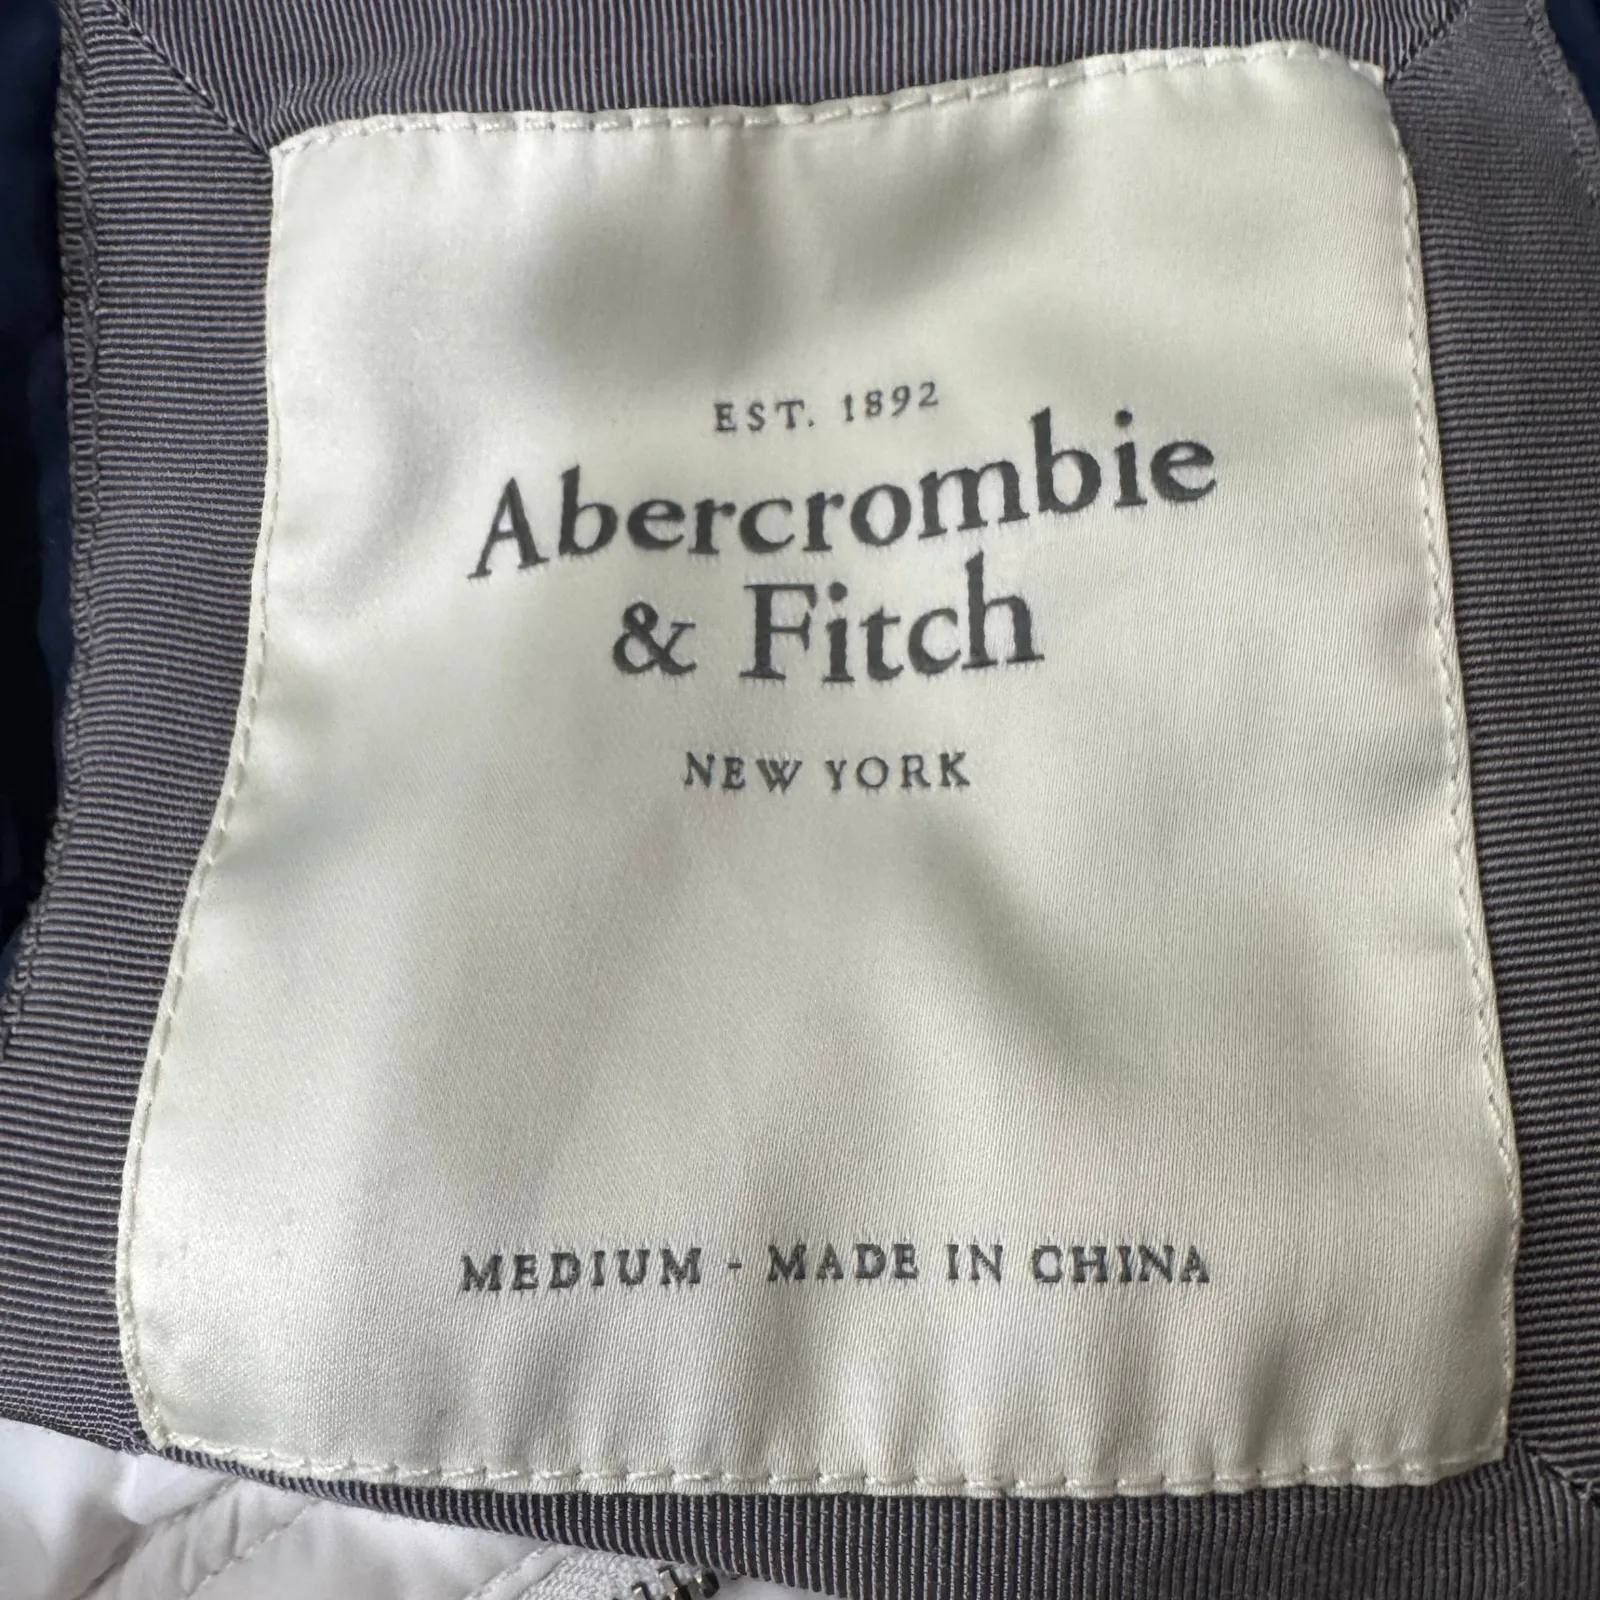 EST. 1892
Abercrombie
& Fitch
NEW YORK
MEDIUM - MADE IN CHINA